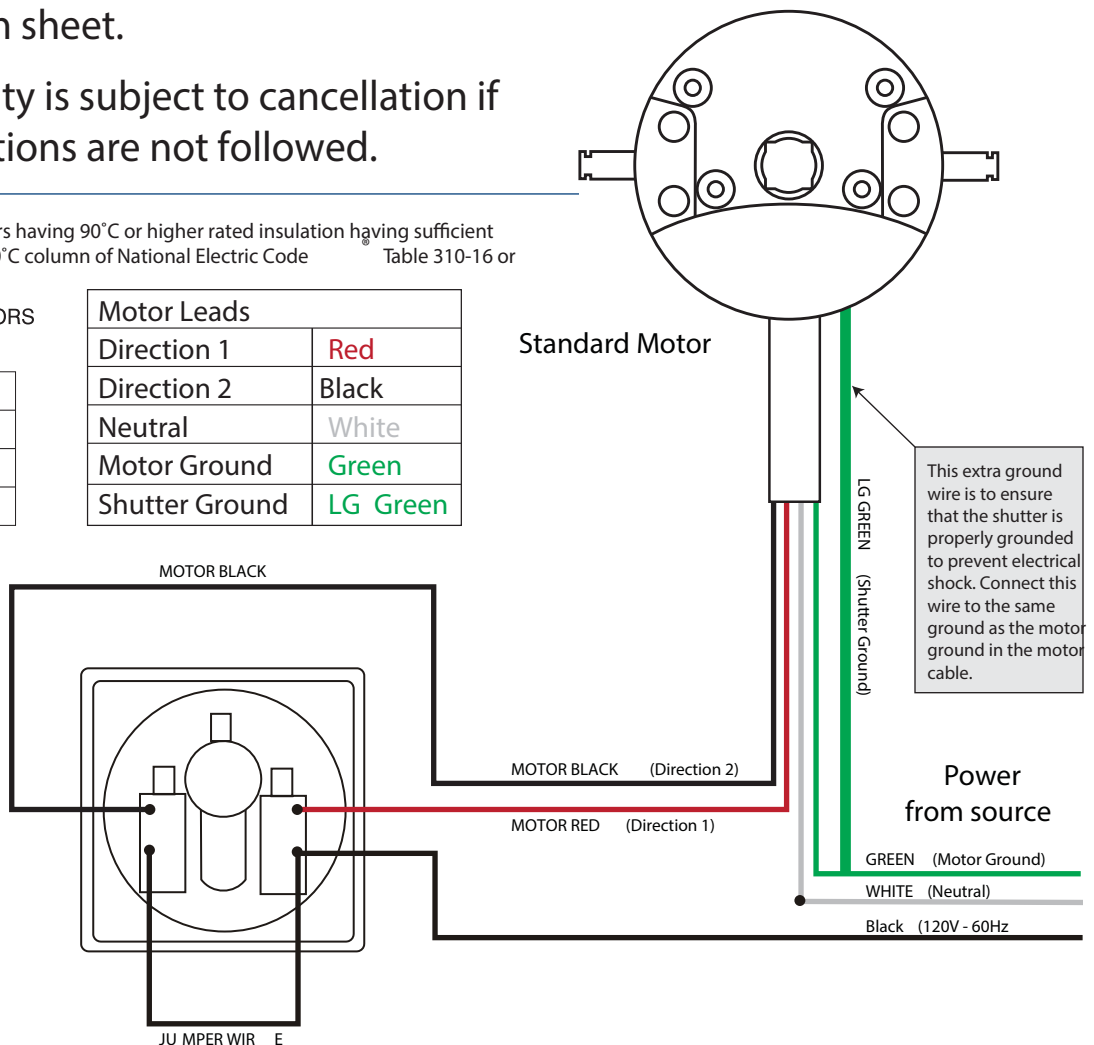 n sheet.
ty is subject to cancellation if
tions are not followed.
rs having 90˚C or higher rated insulation having sufficient
0˚C column of National Electric Code ® Table 310-16 or
ORS
Motor Leads
Direction 1 Red
Direction 2 Black
Neutral White
Motor Ground Green
Shutter Ground LG Green
Standard Motor
LG GREEN (Shutter Ground)
This extra ground
wire is to ensure
that the shutter is
properly grounded
to prevent electrical
shock. Connect this
wire to the same
ground as the motor
ground in the motor
cable.
MOTOR BLACK
MOTOR BLACK (Direction 2)
MOTOR RED (Direction 1)
Power
from source
GREEN (Motor Ground)
WHITE (Neutral)
Black (120V - 60Hz
JU MPER WIR E